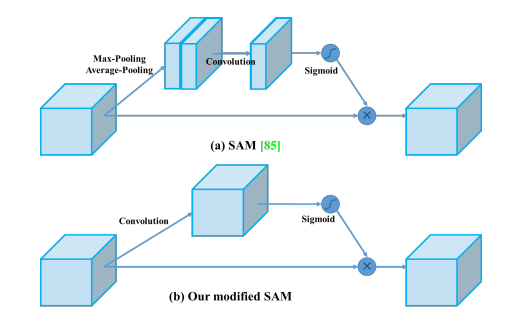 Max-Pooling
Average-Pooling
Convolution
Sigmoid
(a) SAM [85]
Convolution
Sigmoid
(b) Our modified SAM